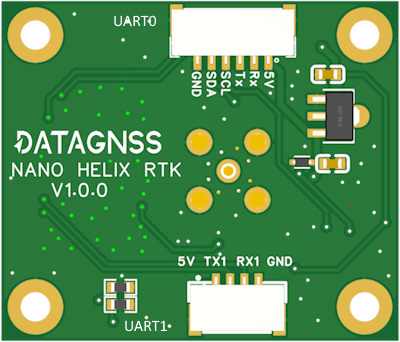 UART0
GND SDA SCL Tx Rx 5V
DATAGNSS
NANO HELIX RTK
V1.0.0
5V TX1 RX1 GND
UART1